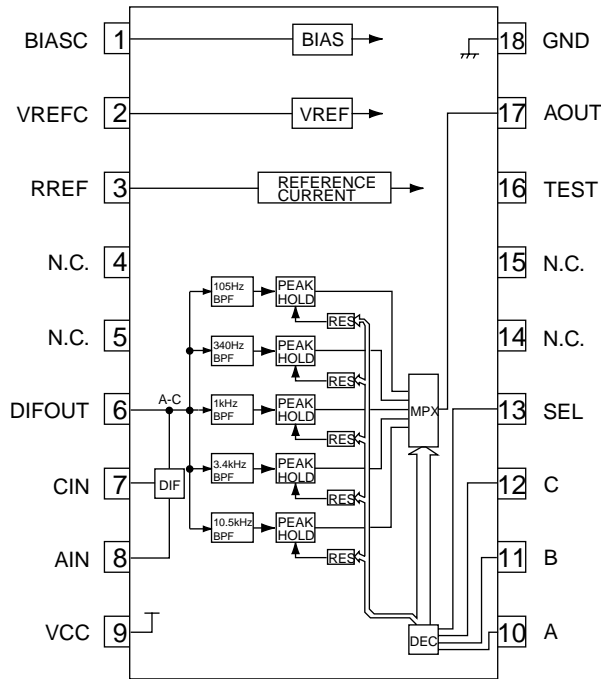 BIASC 1 BIAS 18 GND
VREFC 2 VREF 17 AOUT
RREF 3 REFERENCE CURRENT 16 TEST
N.C. 4 15 N.C.
105Hz BPF PEAK HOLD
RES
N.C. 5 14 N.C.
340Hz BPF PEAK HOLD
RES
DIFOUT 6 A-C 1kHz BPF PEAK HOLD MPX 13 SEL
RES
CIN 7 DIF 3.4kHz BPF PEAK HOLD 12 C
RES
AIN 8 10.5kHz BPF PEAK HOLD 11 B
RES
VCC 9 DEC 10 A